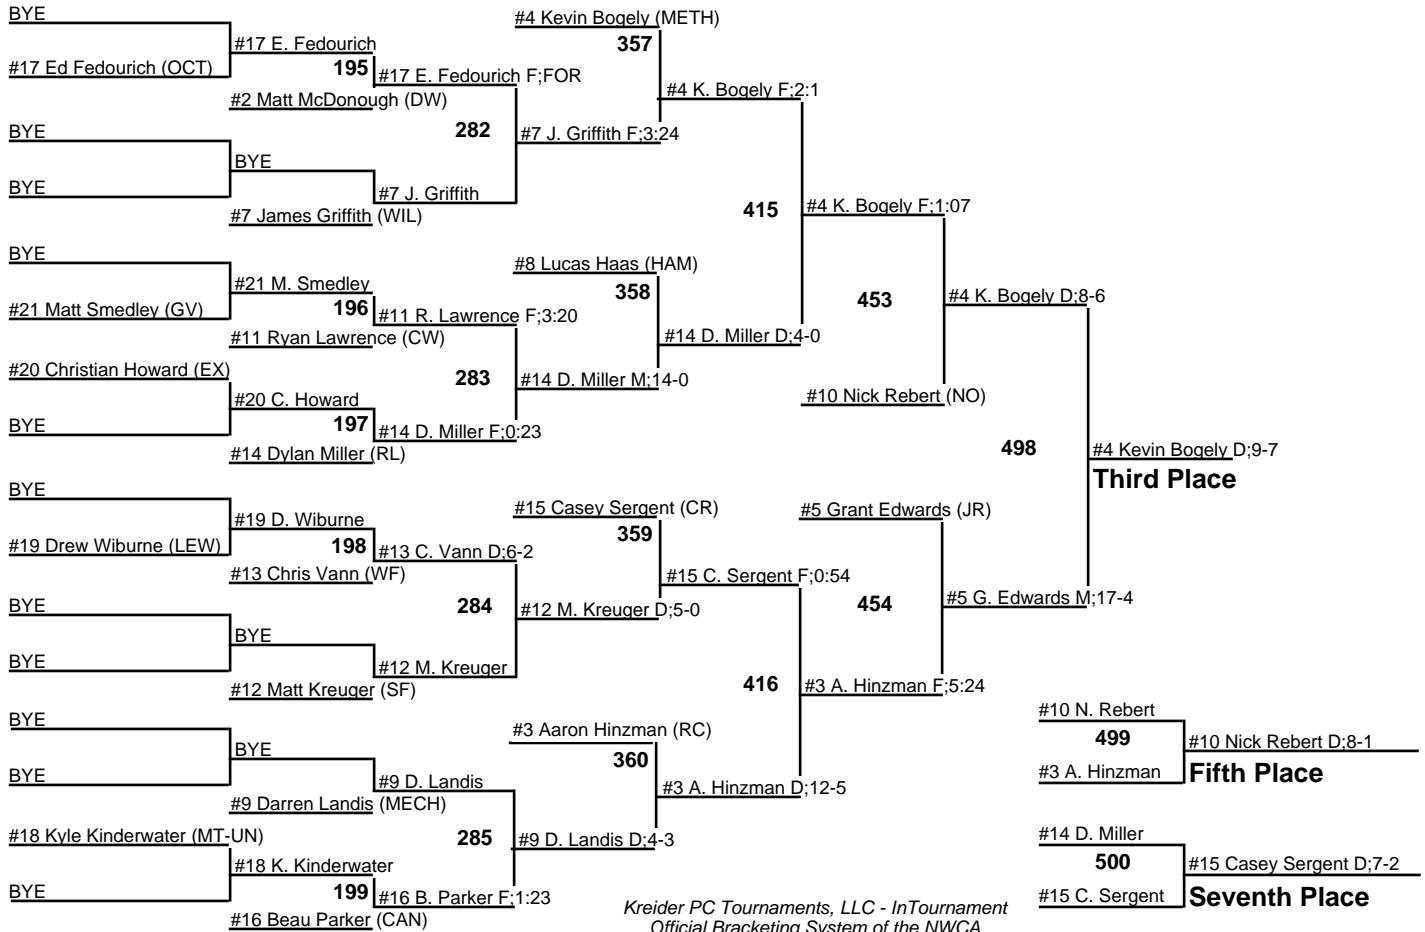 BYE
#4 Kevin Bogely (METH)
#17 E. Fedourich
357
#17 Ed Fedourich (OCT)
195
#17 E. Fedourich F;FOR
#4 K. Bogely F;2:1
#2 Matt McDonough (DW)
BYE
282
#7 J. Griffith F;3:24
BYE
BYE
#7 J. Griffith
#7 James Griffith (WIL)
415
#4 K. Bogely F;1:07
BYE
#8 Lucas Haas (HAM)
#21 M. Smedley
358
#21 Matt Smedley (GV)
196
#11 R. Lawrence F;3:20
453
#4 K. Bogely D;8-6
#11 Ryan Lawrence (CW)
#14 D. Miller D;4-0
#20 Christian Howard (EX)
283
#14 D. Miller M;14-0
#20 C. Howard
#10 Nick Rebert (NO)
BYE
197
#14 D. Miller F;0:23
#14 Dylan Miller (RL)
498
#4 Kevin Bogely D;9-7
Third Place
BYE
#15 Casey Sergent (CR)
#5 Grant Edwards (JR)
#19 D. Wiburne
359
#19 Drew Wiburne (LEW)
198
#13 C. Vann D;6-2
#13 Chris Vann (WF)
#15 C. Sergent F;0:54
BYE
284
#12 M. Kreuger D;5-0
454
#5 G. Edwards M;17-4
BYE
BYE
#12 M. Kreuger
#12 Matt Kreuger (SF)
416
#3 A. Hinzman F;5:24
BYE
#3 Aaron Hinzman (RC)
#10 N. Rebert
BYE
360
499
#10 Nick Rebert D;8-1
BYE
#9 D. Landis
#3 A. Hinzman D;12-5
#3 A. Hinzman
Fifth Place
#9 Darren Landis (MECH)
#18 Kyle Kinderwater (MT-UN)
285
#9 D. Landis D;4-3
#14 D. Miller
#18 K. Kinderwater
500
#15 Casey Sergent D;7-2
BYE
199
#16 B. Parker F;1:23
#15 C. Sergent
Seventh Place
#16 Beau Parker (CAN)
Kreider PC Tournaments, LLC - InTournament
Official Bracketing System of the NWCA